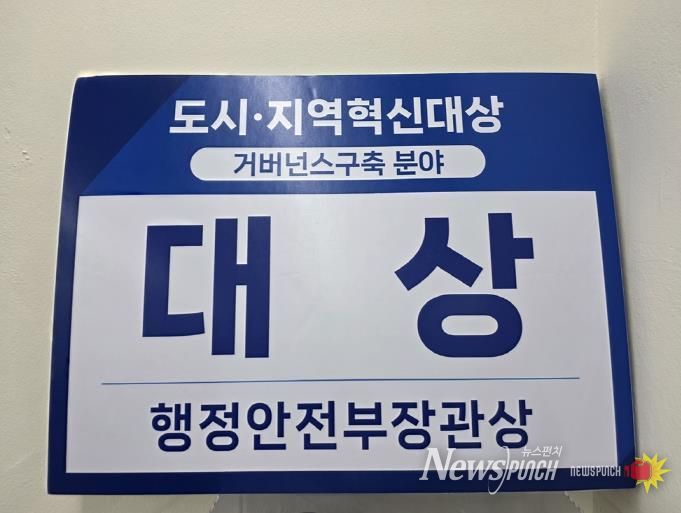 도시·지역혁신대상
거버넌스구축 분야
대 상
행정안전부장관상
뉴스펀치
NEWSPUNCH NEWSPUNCH